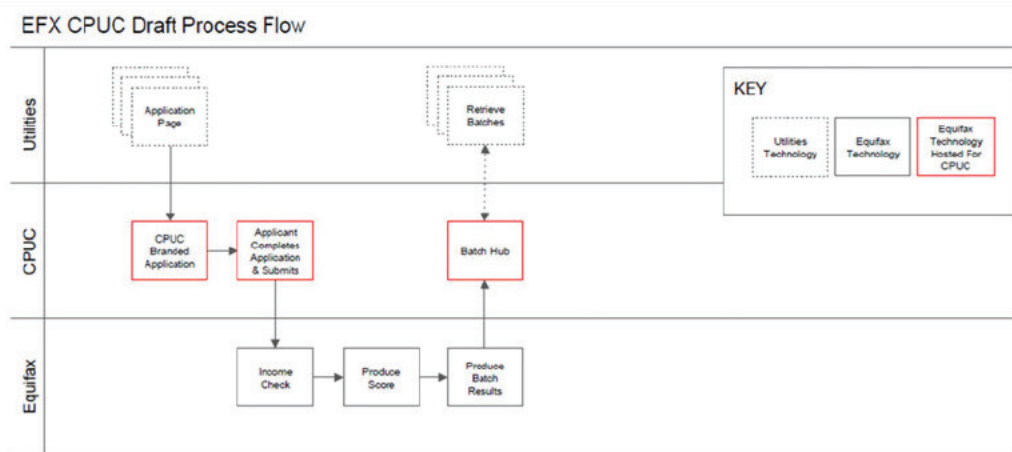 EFX CPUC Draft Process Flow
Utilities
Application
Page
Retrieve
Batches
KEY
Utilities
Technology
Equifax
Technology
Equifax
Technology
Hosted For
CPUC
CPUC
CPUC
Branded
Application
Applicant
Completes
Application
& Submits
Batch Hub
Equifax
Income
Check
Produce
Score
Produce
Batch
Results